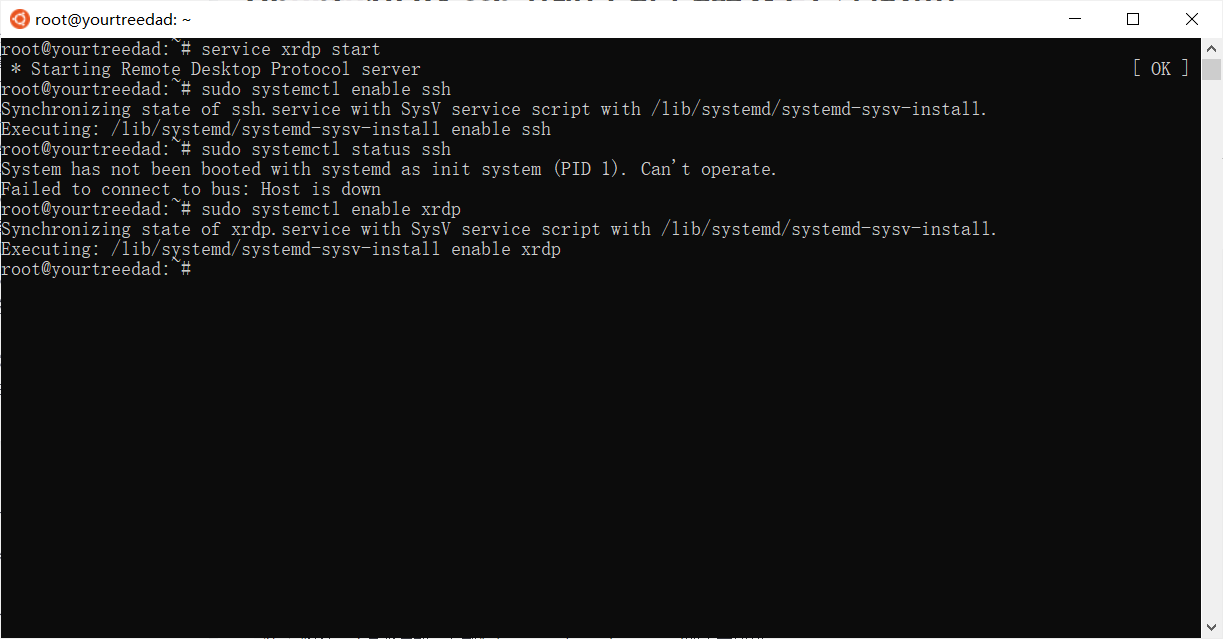 root@yourtreedad: ~
root@yourtreedad:~# service xrdp start
* Starting Remote Desktop Protocol server [ OK ]
root@yourtreedad:~# sudo systemctl enable ssh
Synchronizing state of ssh.service with SysV service script with /lib/systemd/systemd-sysv-install.
Executing: /lib/systemd/systemd-sysv-install enable ssh
root@yourtreedad:~# sudo systemctl status ssh
System has not been booted with systemd as init system (PID 1). Can't operate.
Failed to connect to bus: Host is down
root@yourtreedad:~# sudo systemctl enable xrdp
Synchronizing state of xrdp.service with SysV service script with /lib/systemd/systemd-sysv-install.
Executing: /lib/systemd/systemd-sysv-install enable xrdp
root@yourtreedad:~#